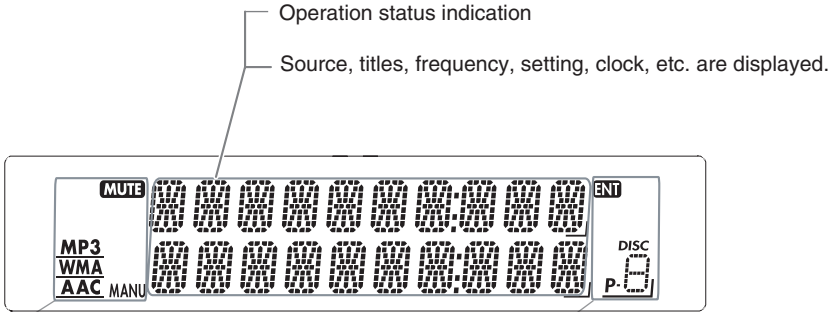 Operation status indication
Source, titles, frequency, setting, clock, etc. are displayed.
MUTE
ENT
MP3
WMA
AAC MANU
DISC
P-